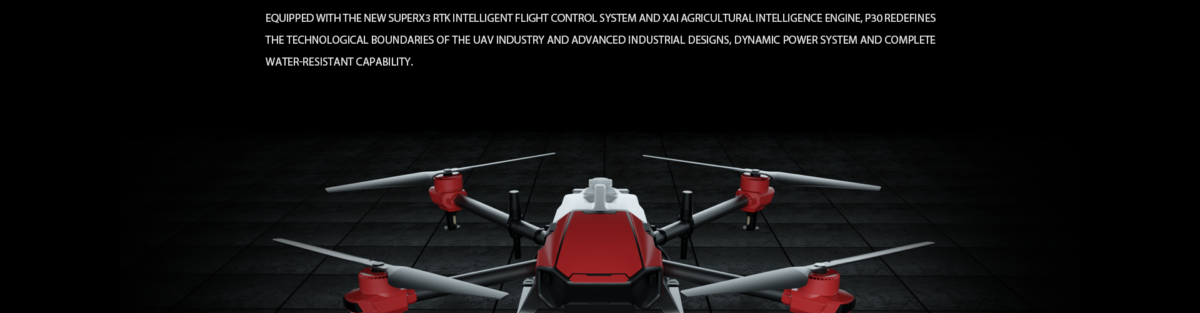 EQUIPPED WITH THE NEW SUPERX3 RTK INTELLIGENT FLIGHT CONTROL SYSTEM AND XAI AGRICULTURAL INTELLIGENCE ENGINE, P30 REDEFINES
THE TECHNOLOGICAL BOUNDARIES OF THE UAV INDUSTRY AND ADVANCED INDUSTRIAL DESIGNS, DYNAMIC POWER SYSTEM AND COMPLETE
WATER-RESISTANT CAPABILITY.